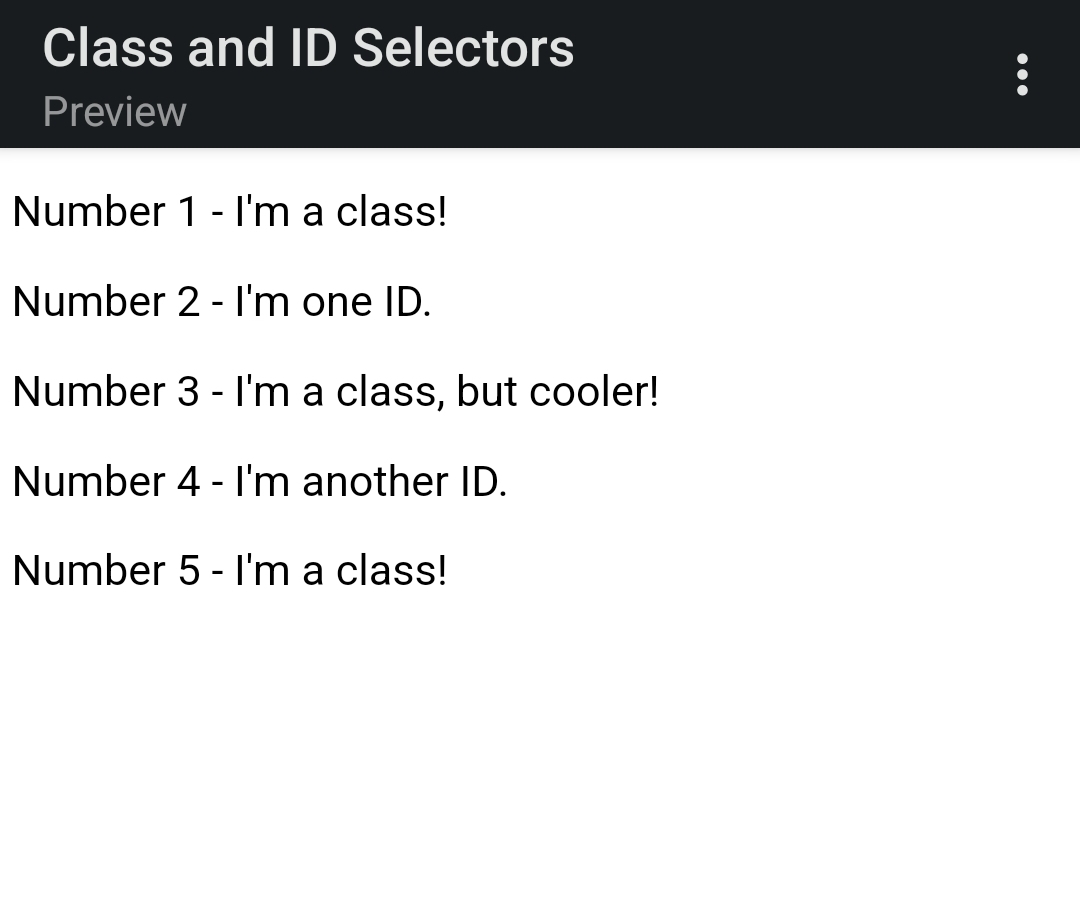 Class and ID Selectors
Preview
Number 1 - I'm a class!
Number 2 - I'm one ID.
Number 3 - I'm a class, but cooler!
Number 4 - I'm another ID.
Number 5 - I'm a class!